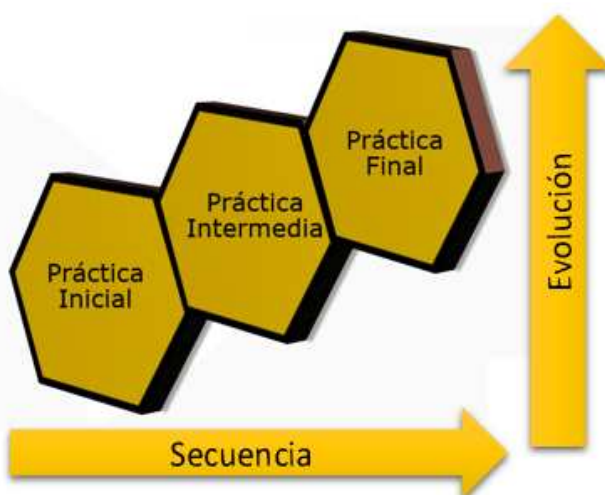 Práctica
Inicial
Práctica
Intermedia
Práctica
Final
Secuencia
Evolución